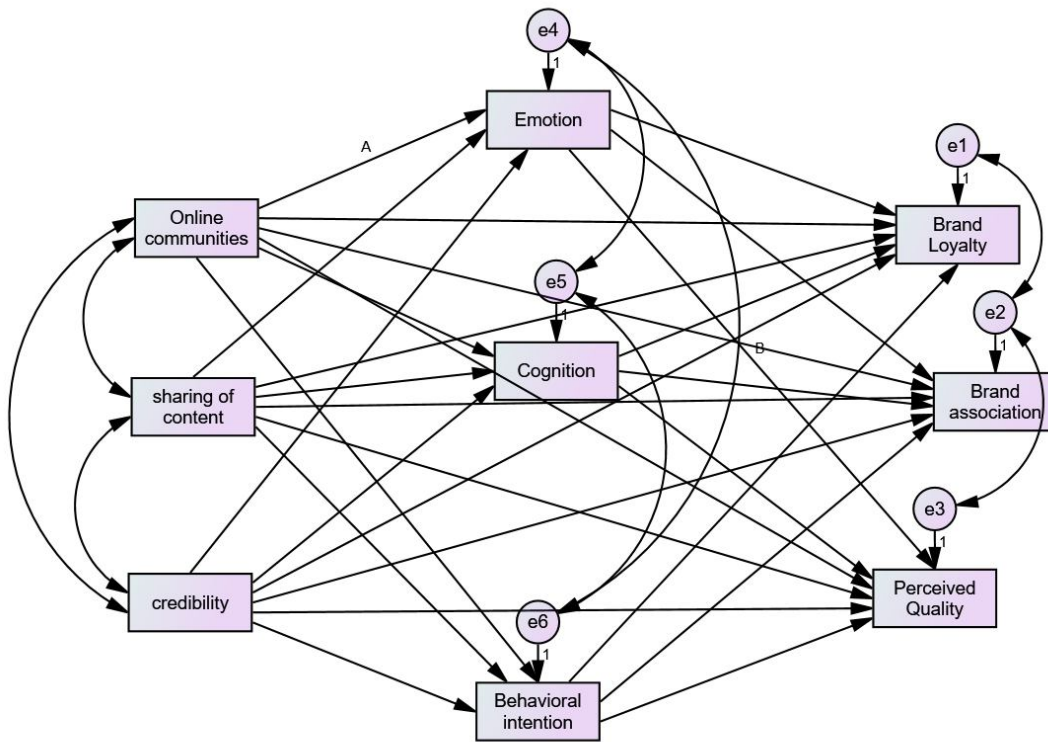 e4
1
Emotion
A
e1
1
Online
communities
Brand
Loyalty
e5
1
e2
1
B
Cognition
sharing of
content
Brand
association
e3
1
credibility
Perceived
Quality
e6
1
Behavioral
intention